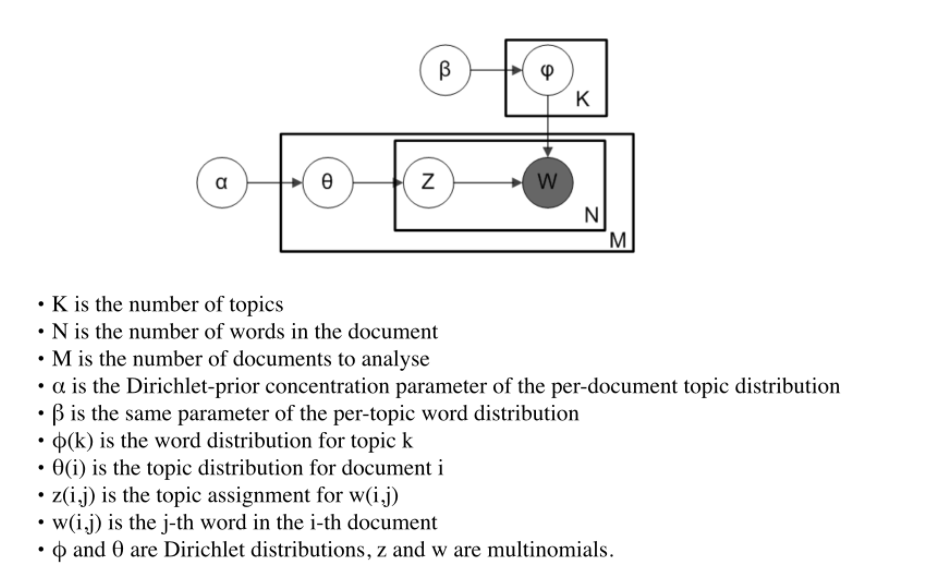 β φ
K
α θ Z W
N
M
• K is the number of topics
• N is the number of words in the document
• M is the number of documents to analyse
• α is the Dirichlet-prior concentration parameter of the per-document topic distribution
• β is the same parameter of the per-topic word distribution
• ϕ(k) is the word distribution for topic k
• θ(i) is the topic distribution for document i
• z(i,j) is the topic assignment for w(i,j)
• w(i,j) is the j-th word in the i-th document
• ϕ and θ are Dirichlet distributions, z and w are multinomials.